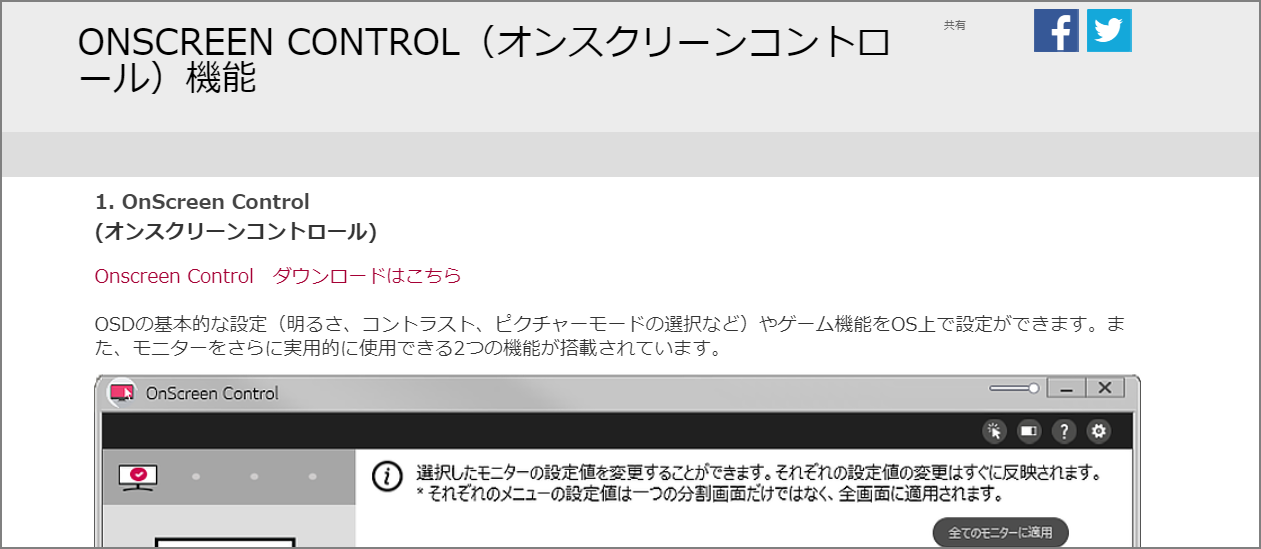 ONSCREEN CONTROL（オンスクリーンコントロ
ール）機能
共有
1. OnScreen Control
(オンスクリーンコントロール)
Onscreen Control　ダウンロードはこちら
OSDの基本的な設定（明るさ、コントラスト、ピクチャーモードの選択など）やゲーム機能をOS上で設定ができます。ま
た、モニターをさらに実用的に使用できる2つの機能が搭載されています。
OnScreen Control
選択したモニターの設定値を変更することができます。それぞれの設定値の変更はすぐに反映されます。
* それぞれのメニューの設定値は一つの分割画面だけではなく、全画面に適用されます。
全てのモニターに適用